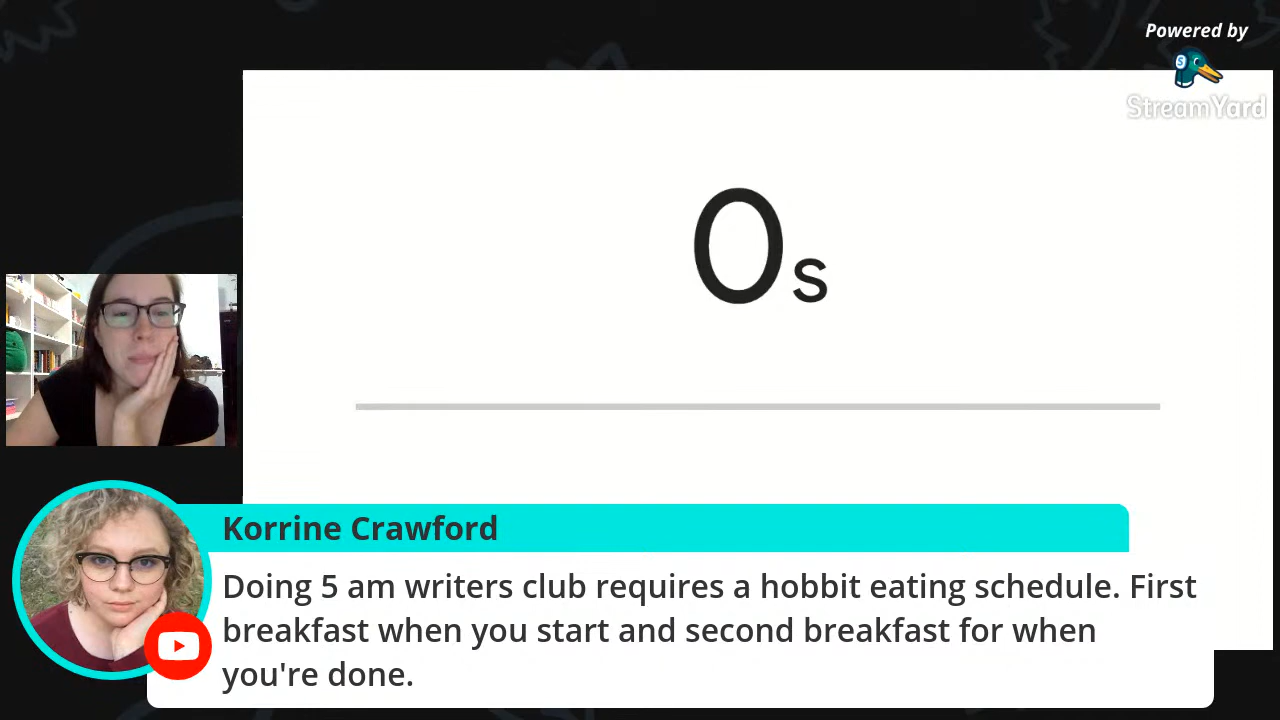 Powered by
StreamYard
0s
Korrine Crawford
Doing 5 am writers club requires a hobbit eating schedule. First
breakfast when you start and second breakfast for when
you're done.